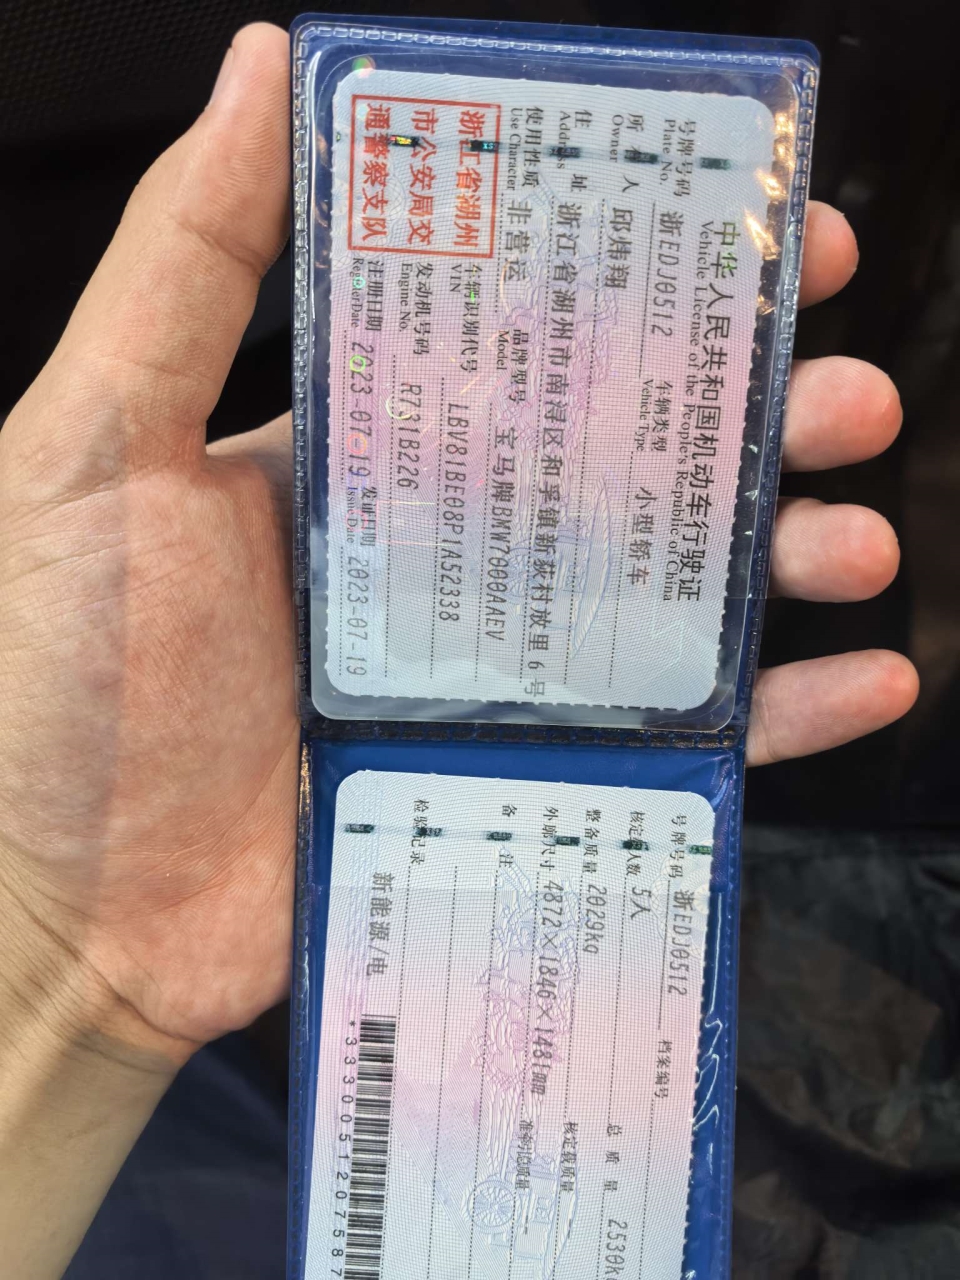 中华人民共和国机动车行驶证
Vehicle License of the People's Republic of China
号牌号码 浙EDJ0512 车辆类型 小型轿车
Plate No. Vehicle Type
所有人 邱炜翔
Owner
住址 浙江省湖州市南浔区和孚镇新荻村放里6号
Address
使用性质 非营运 品牌型号 宝马牌BMW7000AAEV
Use Character Model
浙江省湖州
市公安局交
通警察支队
车辆识别代号 LBV81BE08P1A52338
VIN
发动机号码 R731B226
Engine No.
注册日期 2023-07-19 发证日期 2023-07-19
Register Date Issue Date
号牌号码 浙EDJ0512 档案编号
核定载人数 5人 总质量 2530kg
整备质量 2029kg 核定载质量
外廓尺寸 4872×1846×1431mm 准牵引总质量
备注
检验记录
新能源/电
*3330051207587